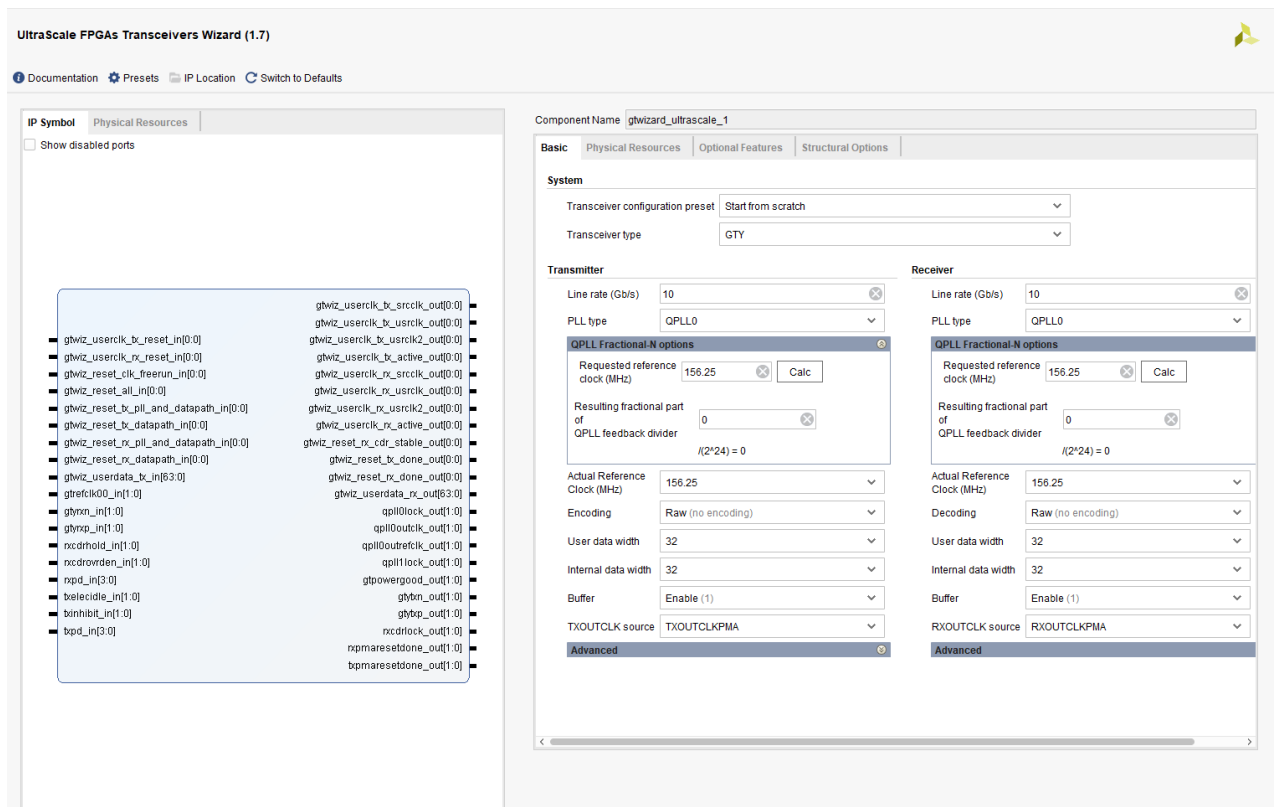 UltraScale FPGAs Transceivers Wizard (1.7)
Documentation Presets IP Location Switch to Defaults
IP Symbol Physical Resources
Show disabled ports
gtwiz_userclk_tx_reset_in[0:0]
gtwiz_userclk_rx_reset_in[0:0]
gtwiz_reset_clk_freerun_in[0:0]
gtwiz_reset_all_in[0:0]
gtwiz_reset_tx_pll_and_datapath_in[0:0]
gtwiz_reset_tx_datapath_in[0:0]
gtwiz_reset_rx_pll_and_datapath_in[0:0]
gtwiz_reset_rx_datapath_in[0:0]
gtwiz_userdata_tx_in[63:0]
gtrefclk00_in[1:0]
gtyrxn_in[1:0]
gtyrxp_in[1:0]
rxcdrhold_in[1:0]
rxcdrovrden_in[1:0]
rxpd_in[3:0]
txelecidle_in[1:0]
txinhibit_in[1:0]
txpd_in[3:0]
gtwiz_userclk_tx_srcclk_out[0:0]
gtwiz_userclk_tx_usrclk_out[0:0]
gtwiz_userclk_tx_usrclk2_out[0:0]
gtwiz_userclk_tx_active_out[0:0]
gtwiz_userclk_rx_srcclk_out[0:0]
gtwiz_userclk_rx_usrclk_out[0:0]
gtwiz_userclk_rx_usrclk2_out[0:0]
gtwiz_userclk_rx_active_out[0:0]
gtwiz_reset_rx_cdr_stable_out[0:0]
gtwiz_reset_tx_done_out[0:0]
gtwiz_reset_rx_done_out[0:0]
gtwiz_userdata_rx_out[63:0]
qpll0lock_out[1:0]
qpll0outclk_out[1:0]
qpll0outrefclk_out[1:0]
qpll1lock_out[1:0]
gtpowergood_out[1:0]
gtytxn_out[1:0]
gtytxp_out[1:0]
rxcdrlock_out[1:0]
rxpmaresetdone_out[1:0]
txpmaresetdone_out[1:0]
Component Name gtwizard_ultrascale_1
Basic Physical Resources Optional Features Structural Options
System
Transceiver configuration preset Start from scratch
Transceiver type GTY
Transmitter
Line rate (Gb/s) 10
PLL type QPLL0
QPLL Fractional-N options
Requested reference
clock (MHz) 156.25 Calc
Resulting fractional part
of 0
QPLL feedback divider
/(2^24) = 0
Actual Reference
Clock (MHz) 156.25
Encoding Raw (no encoding)
User data width 32
Internal data width 32
Buffer Enable (1)
TXOUTCLK source TXOUTCLKPMA
Advanced
Receiver
Line rate (Gb/s) 10
PLL type QPLL0
QPLL Fractional-N options
Requested reference
clock (MHz) 156.25 Calc
Resulting fractional part
of 0
QPLL feedback divider
/(2^24) = 0
Actual Reference
Clock (MHz) 156.25
Decoding Raw (no encoding)
User data width 32
Internal data width 32
Buffer Enable (1)
RXOUTCLK source RXOUTCLKPMA
Advanced